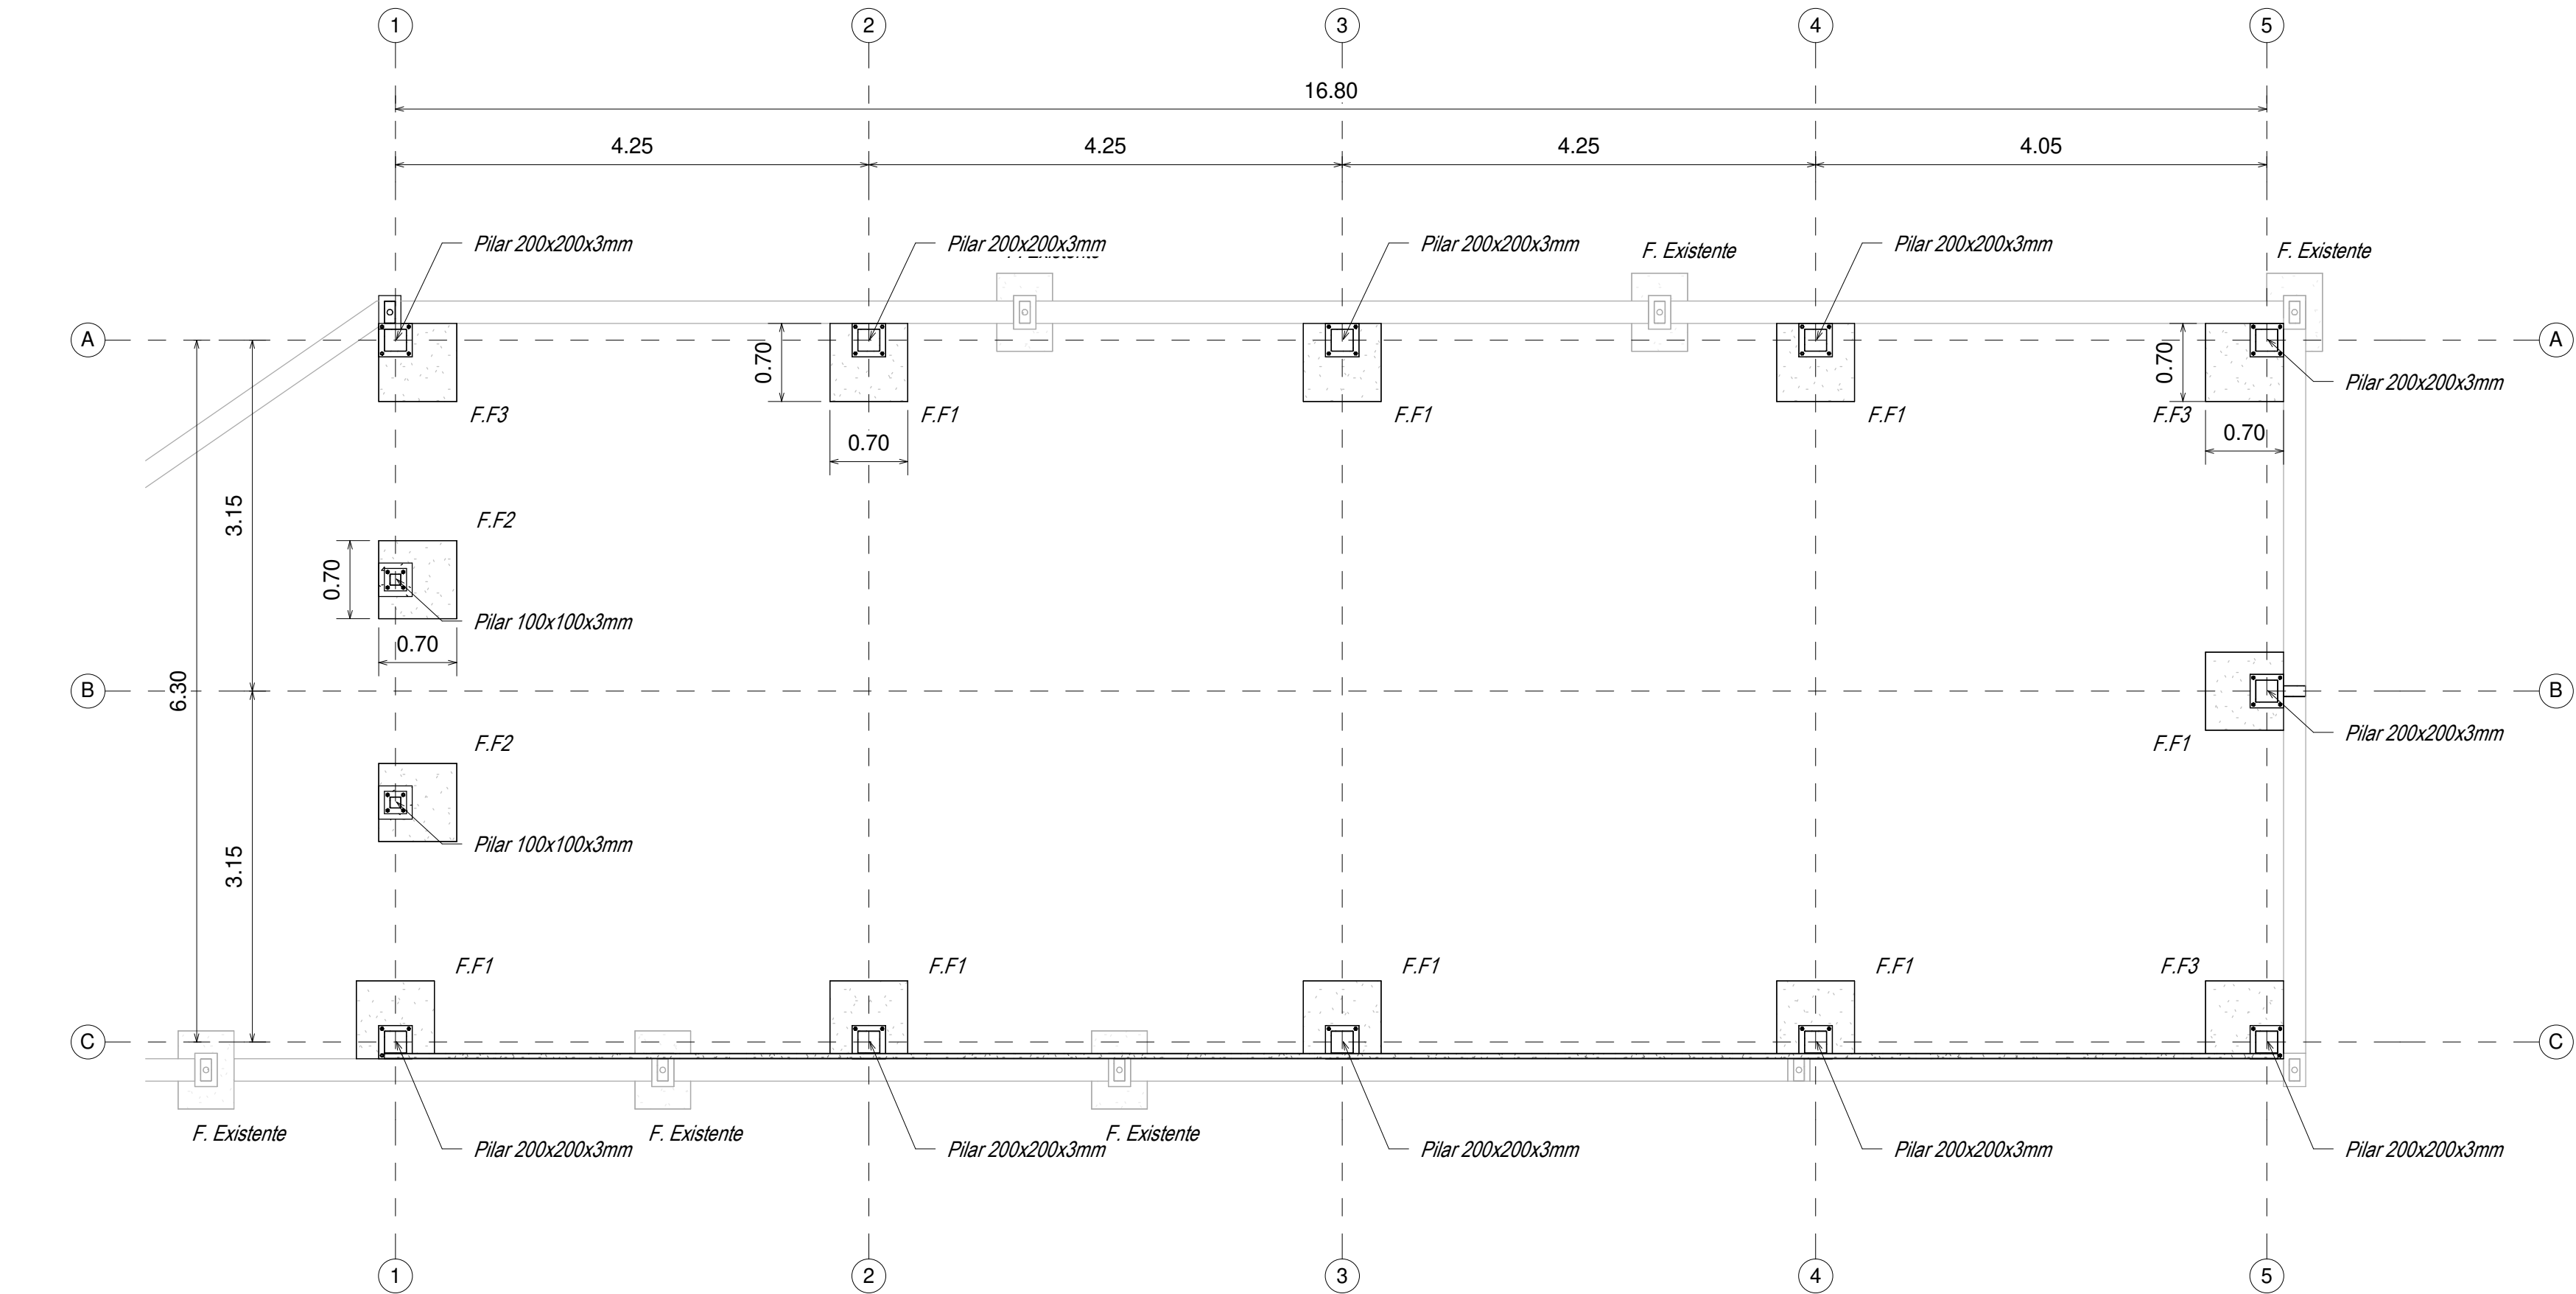 1 2 3 4 5
16.80
4.25 4.25 4.25 4.05
Pilar 200x200x3mm Pilar 200x200x3mm Pilar 200x200x3mm Pilar 200x200x3mm
F. Existente F. Existente F. Existente
A A
0.70 0.70
Pilar 200x200x3mm
F.F3 F.F1 F.F1 F.F1 F.F3
0.70 0.70
3.15
F.F2
0.70
Pilar 100x100x3mm
0.70
6.30
B B
Pilar 200x200x3mm
F.F2 F.F1
Pilar 100x100x3mm
3.15
F.F1 F.F1 F.F1 F.F1 F.F3
C C
F. Existente F. Existente F. Existente
Pilar 200x200x3mm Pilar 200x200x3mm Pilar 200x200x3mm Pilar 200x200x3mm Pilar 200x200x3mm
1 2 3 4 5